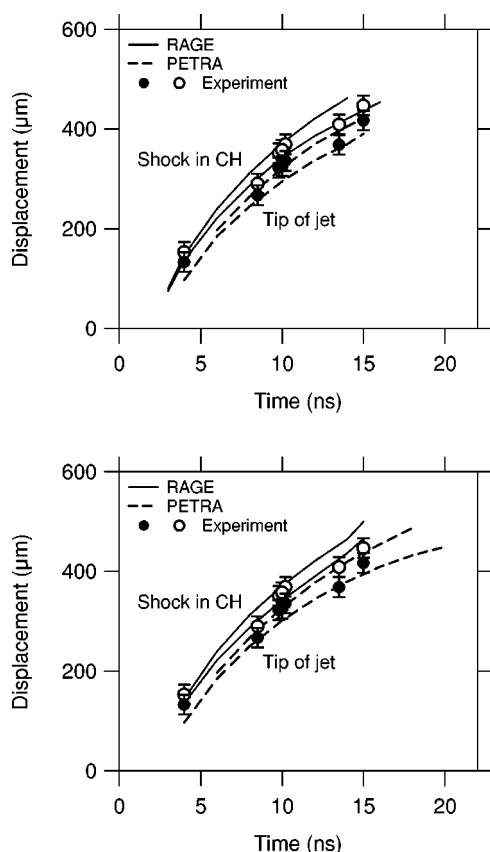 600
RAGE
PETRA
Experiment
400
Displacement (µm)
Shock in CH
200
Tip of jet
0
0 5 10 15 20
Time (ns)
600
RAGE
PETRA
Experiment
400
Displacement (µm)
Shock in CH
200
Tip of jet
0
0 5 10 15 20
Time (ns)